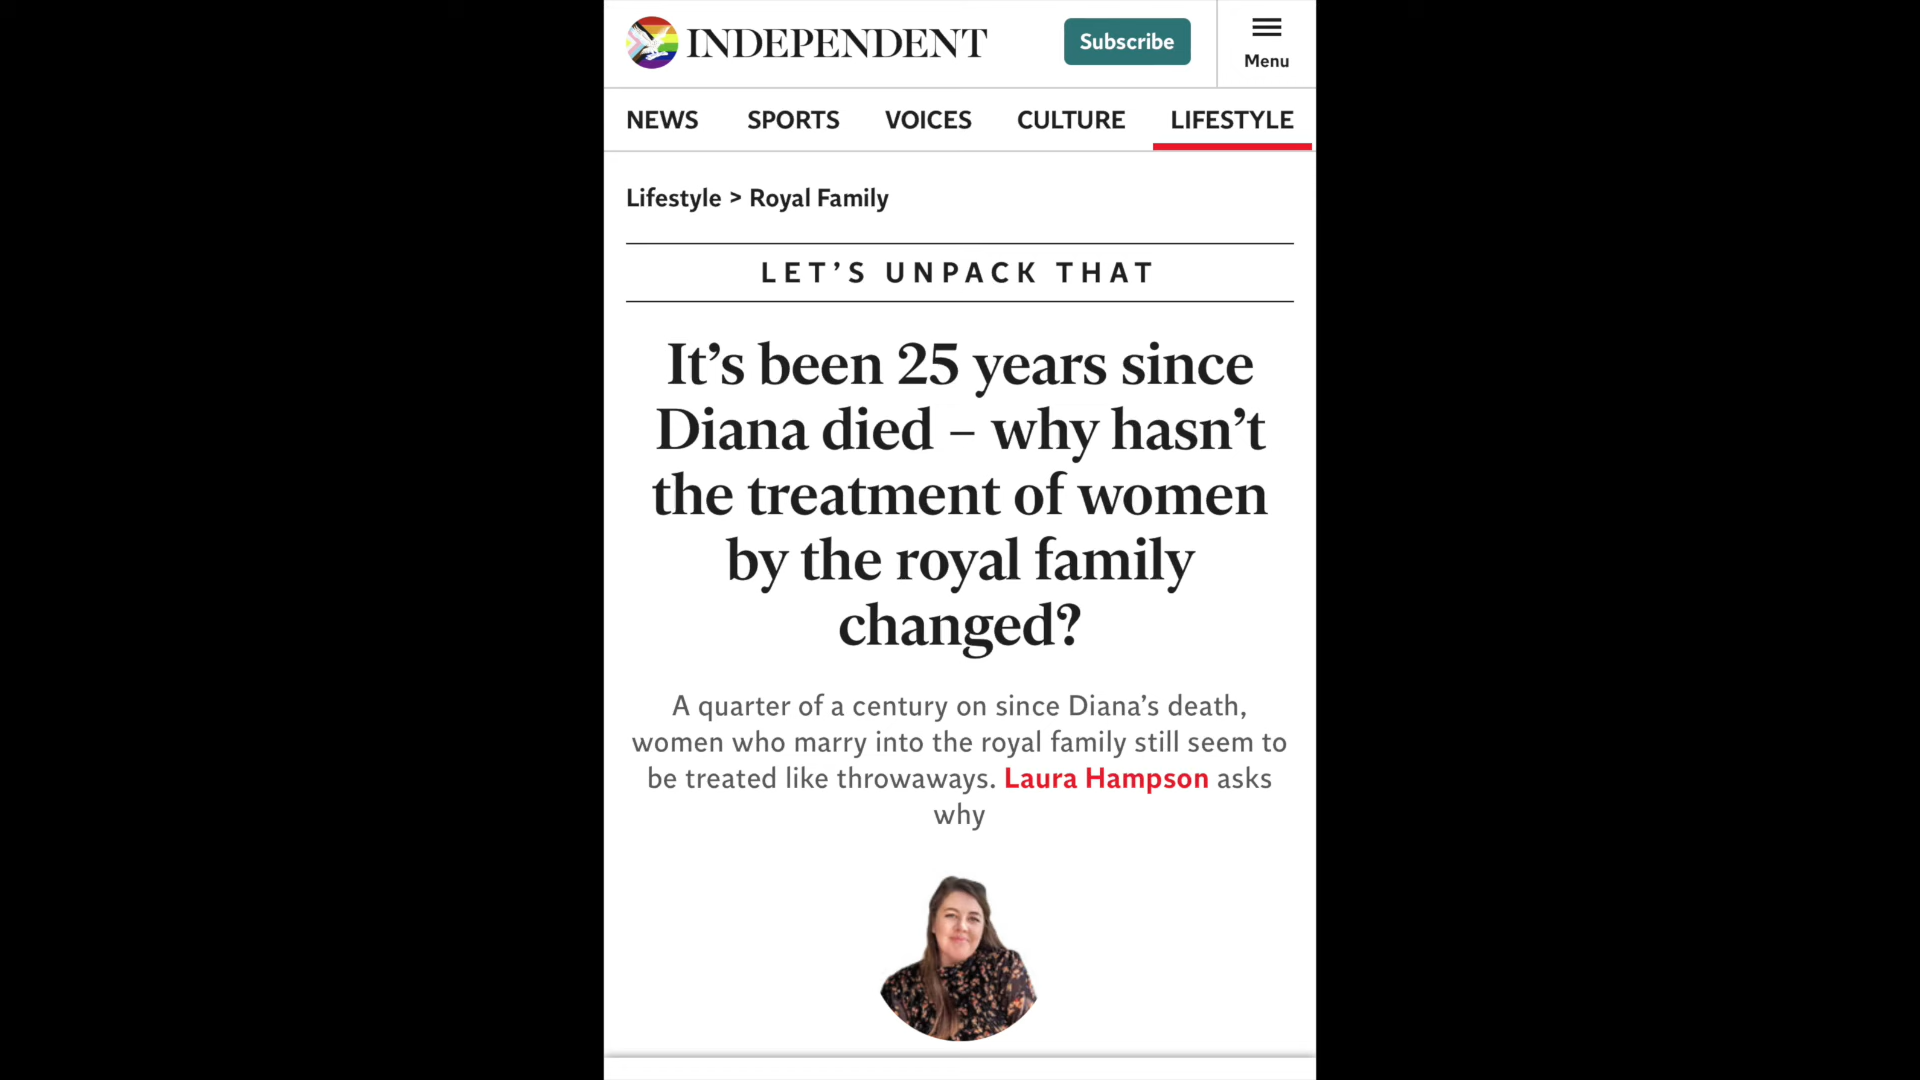 INDEPENDENT
Subscribe
Menu
NEWS SPORTS VOICES CULTURE LIFESTYLE
Lifestyle > Royal Family
LET’S UNPACK THAT
It’s been 25 years since
Diana died – why hasn’t
the treatment of women
by the royal family
changed?
A quarter of a century on since Diana’s death,
women who marry into the royal family still seem to
be treated like throwaways. Laura Hampson asks
why